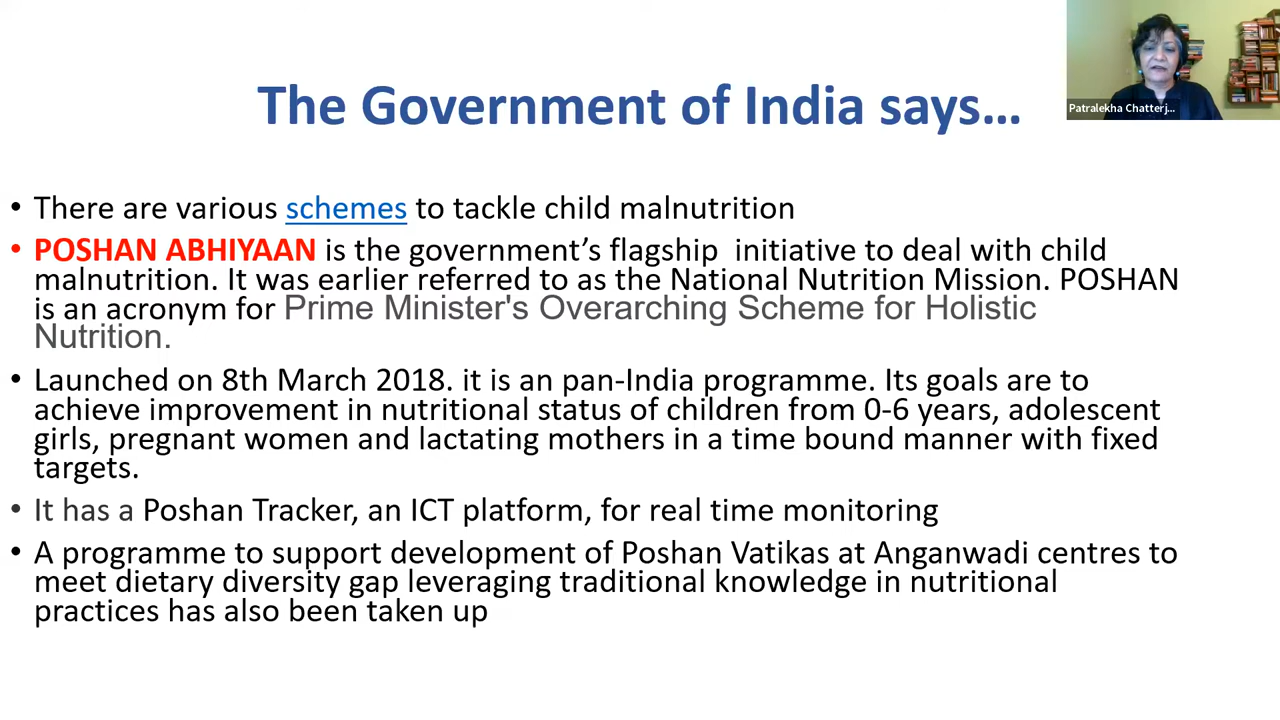 The Government of India says...
Patralekha Chatterj...
• There are various schemes to tackle child malnutrition
• POSHAN ABHIYAAN is the government's flagship  initiative to deal with child
malnutrition. It was earlier referred to as the National Nutrition Mission. POSHAN
is an acronym for Prime Minister's Overarching Scheme for Holistic
Nutrition.
• Launched on 8th March 2018. it is an pan-India programme. Its goals are to
achieve improvement in nutritional status of children from 0-6 years, adolescent
girls, pregnant women and lactating mothers in a time bound manner with fixed
targets.
• It has a Poshan Tracker, an ICT platform, for real time monitoring
• A programme to support development of Poshan Vatikas at Anganwadi centres to
meet dietary diversity gap leveraging traditional knowledge in nutritional
practices has also been taken up